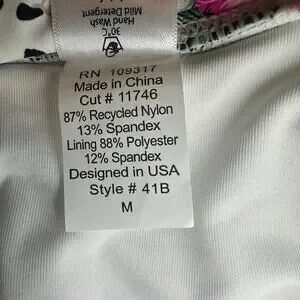 Hand Wash
Mild Detergent
30°C
RN 109317
Made in China
Cut # 11746
87% Recycled Nylon
13% Spandex
Lining 88% Polyester
12% Spandex
Designed in USA
Style # 41B
M